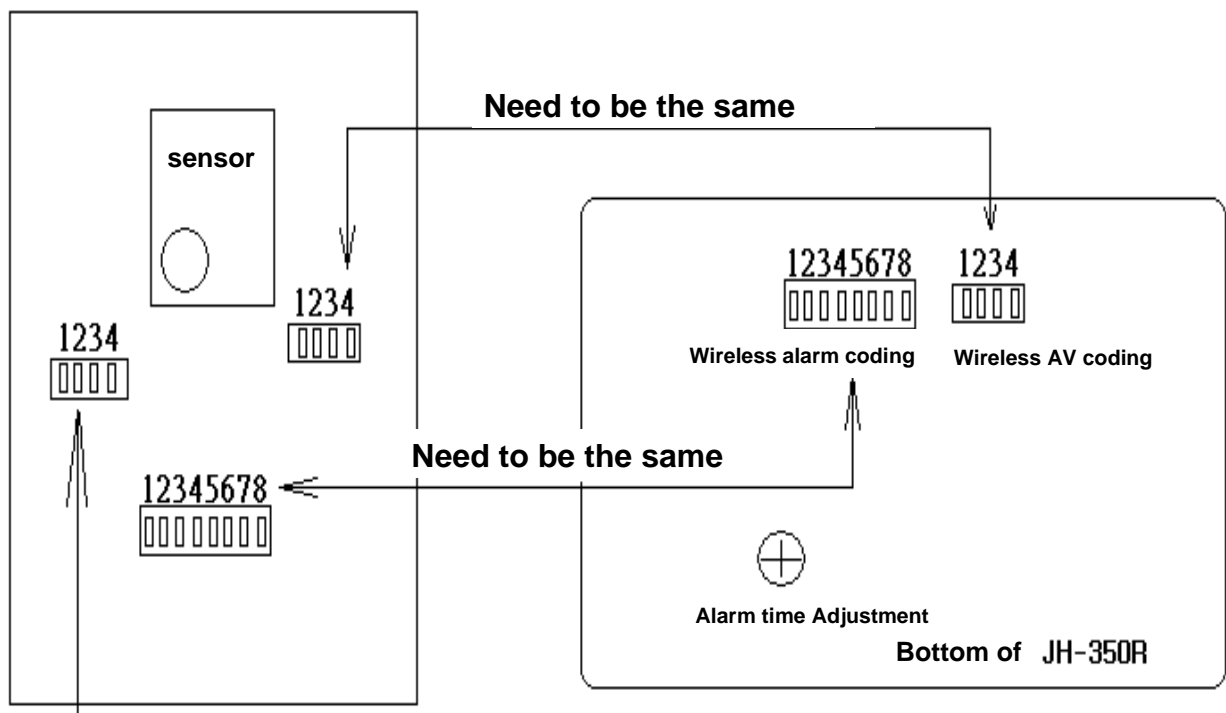 Need to be the same
sensor
1234
1234
12345678
Need to be the same
12345678
1234
Wireless alarm coding
Wireless AV coding
Alarm time Adjustment
Bottom of JH-350R